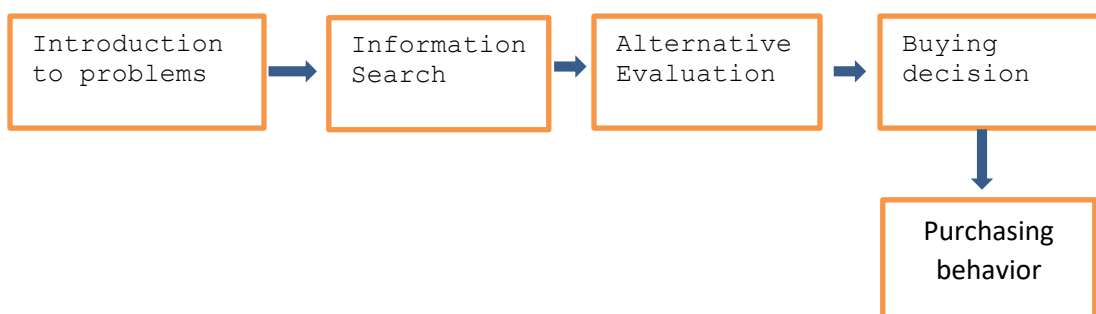 Introduction
to problems
Information
Search
Alternative
Evaluation
Buying
decision
Purchasing
behavior